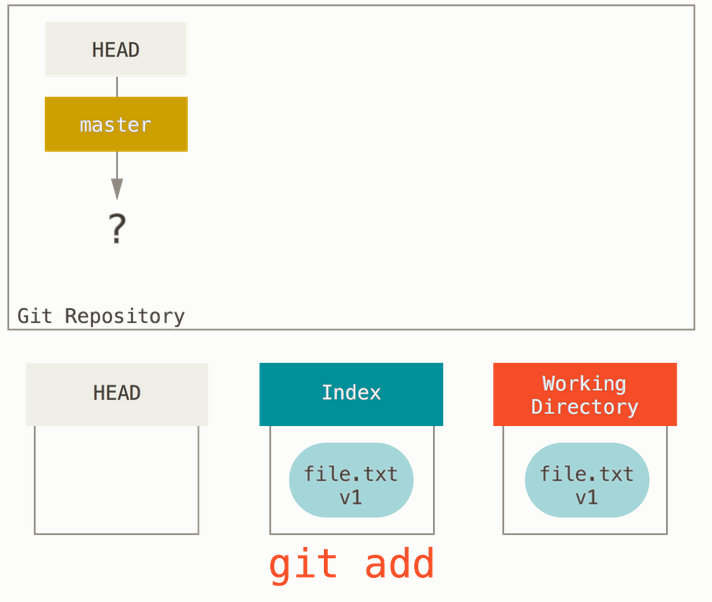 HEAD
master
?
Git Repository
HEAD
Index
Working
Directory
file.txt
v1
file.txt
v1
git add